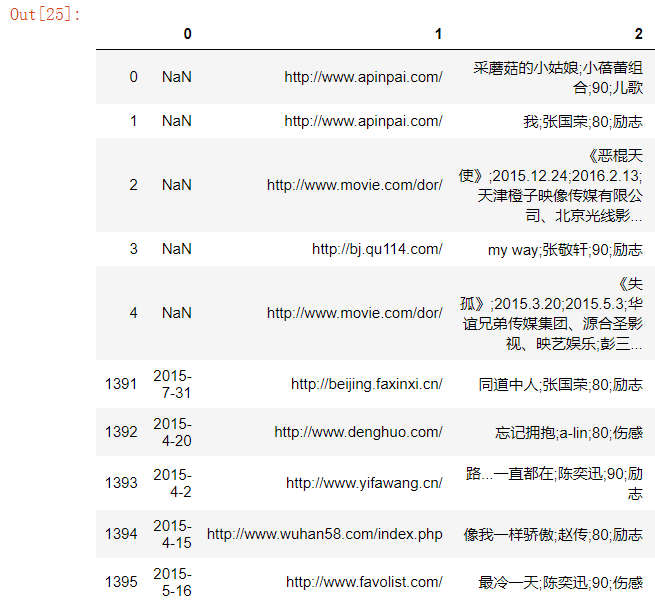 Out[25]:
0 1 2
0 NaN http://www.apinpai.com/ 采蘑菇的小姑娘;小蓓蕾组
合;90;儿歌
1 NaN http://www.apinpai.com/ 我;张国荣;80;励志
2 NaN http://www.movie.com/dor/ 《恶棍天
使》;2015.12.24;2016.2.13;
天津橙子映像传媒有限公
司、北京光线影...
3 NaN http://bj.qu114.com/ my way;张敬轩;90;励志
4 NaN http://www.movie.com/dor/ 《失
孤》;2015.3.20;2015.5.3;华
谊兄弟传媒集团、源合圣影
视、映艺娱乐;彭三...
1391 2015-
7-31 http://beijing.faxinxi.cn/ 同道中人;张国荣;80;励志
1392 2015-
4-20 http://www.denghuo.com/ 忘记拥抱;a-lin;80;伤感
1393 2015-
4-2 http://www.yifawang.cn/ 路...一直都在;陈奕迅;90;励
志
1394 2015-
4-15 http://www.wuhan58.com/index.php 像我一样骄傲;赵传;80;励志
1395 2015-
5-16 http://www.favolist.com/ 最冷一天;陈奕迅;90;伤感